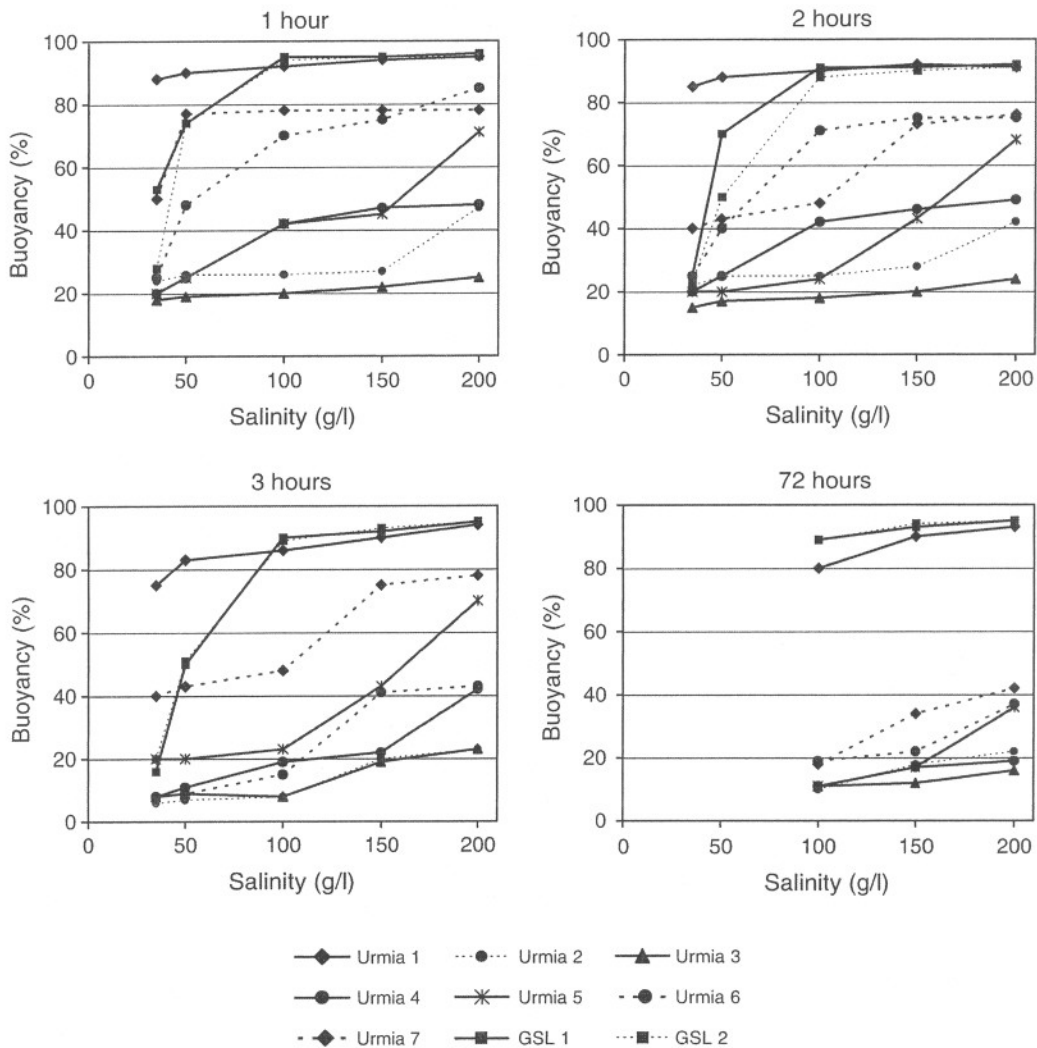 1 hour
2 hours
100
80
60
40
20
0
Buoyancy (%)
0 50 100 150 200
Salinity (g/l)
100
80
60
40
20
0
Buoyancy (%)
0 50 100 150 200
Salinity (g/l)
3 hours
72 hours
100
80
60
40
20
0
Buoyancy (%)
0 50 100 150 200
Salinity (g/l)
100
80
60
40
20
0
Buoyancy (%)
0 50 100 150 200
Salinity (g/l)
Urmia 1 Urmia 2 Urmia 3
Urmia 4 Urmia 5 Urmia 6
Urmia 7 GSL 1 GSL 2